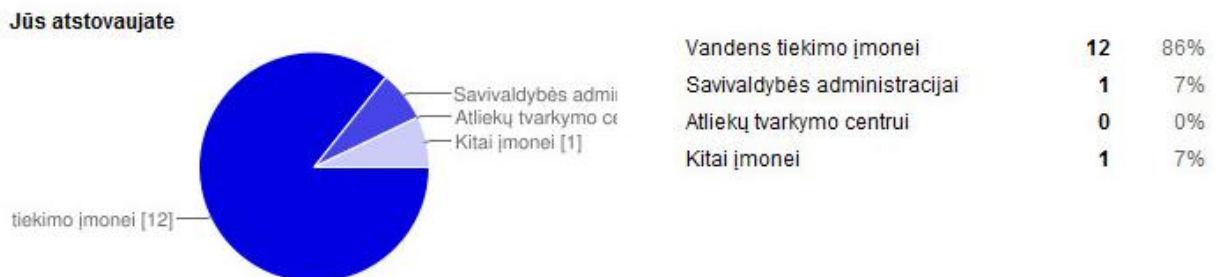 Jūs atstovaujate
Savivaldybės admi
Atliekų tvarkymo ce
Kitai įmonei [1]
tiekimo įmonei [12]
Vandens tiekimo įmonei 12 86%
Savivaldybės administracijai 1 7%
Atliekų tvarkymo centrui 0 0%
Kitai įmonei 1 7%